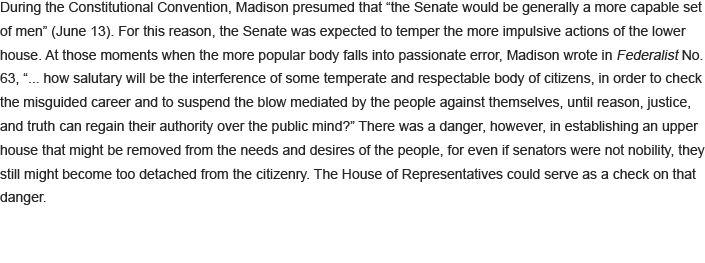 During the Constitutional Convention, Madison presumed that “the Senate would be generally a more capable set
of men” (June 13). For this reason, the Senate was expected to temper the more impulsive actions of the lower
house. At those moments when the more popular body falls into passionate error, Madison wrote in Federalist No.
63, “... how salutary will be the interference of some temperate and respectable body of citizens, in order to check
the misguided career and to suspend the blow mediated by the people against themselves, until reason, justice,
and truth can regain their authority over the public mind?” There was a danger, however, in establishing an upper
house that might be removed from the needs and desires of the people, for even if senators were not nobility, they
still might become too detached from the citizenry. The House of Representatives could serve as a check on that
danger.